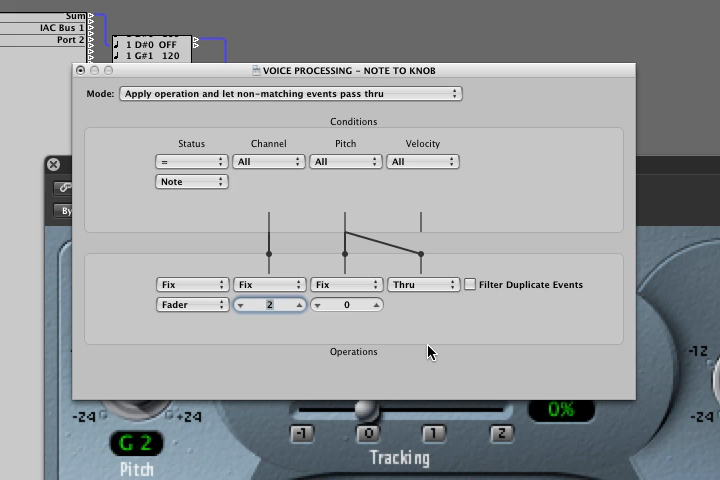 Sum
IAC Bus 1
Port 2
1 D#0 OFF
1 G#1 120
VOICE PROCESSING – NOTE TO KNOB
Mode: Apply operation and let non-matching events pass thru
Conditions
Status Channel Pitch Velocity
= All All All
Note
By
Fix Fix Fix Thru Filter Duplicate Events
Fader 2 0
Operations
-12
-24 +24 -24
0%
G 2
-1 0 1 2
Pitch
Tracking